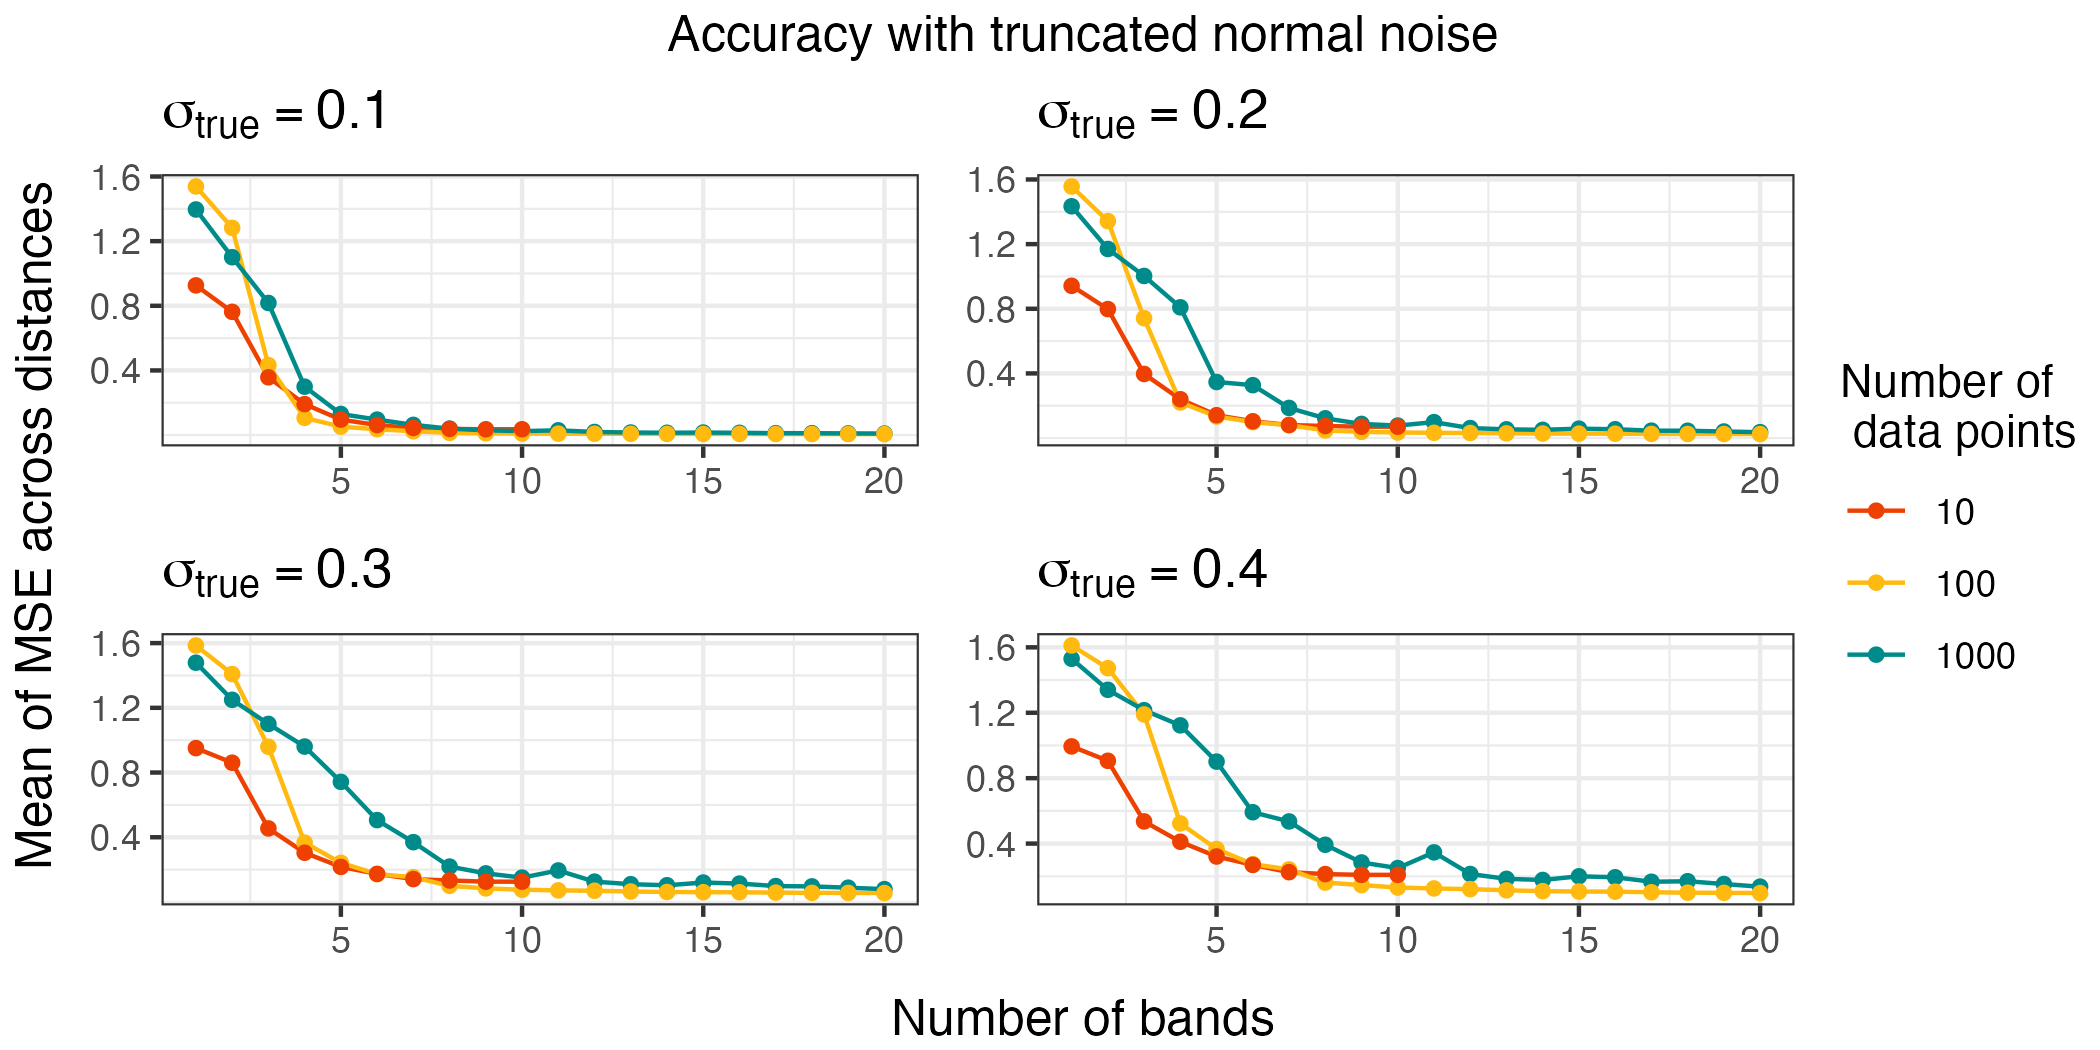 Accuracy with truncated normal noise
σtrue = 0.1
1.6
1.2
0.8
0.4
5 10 15 20
σtrue = 0.2
1.6
1.2
0.8
0.4
5 10 15 20
σtrue = 0.3
1.6
1.2
0.8
0.4
5 10 15 20
σtrue = 0.4
1.6
1.2
0.8
0.4
5 10 15 20
Mean of MSE across distances
Number of bands
Number of
data points
10
100
1000